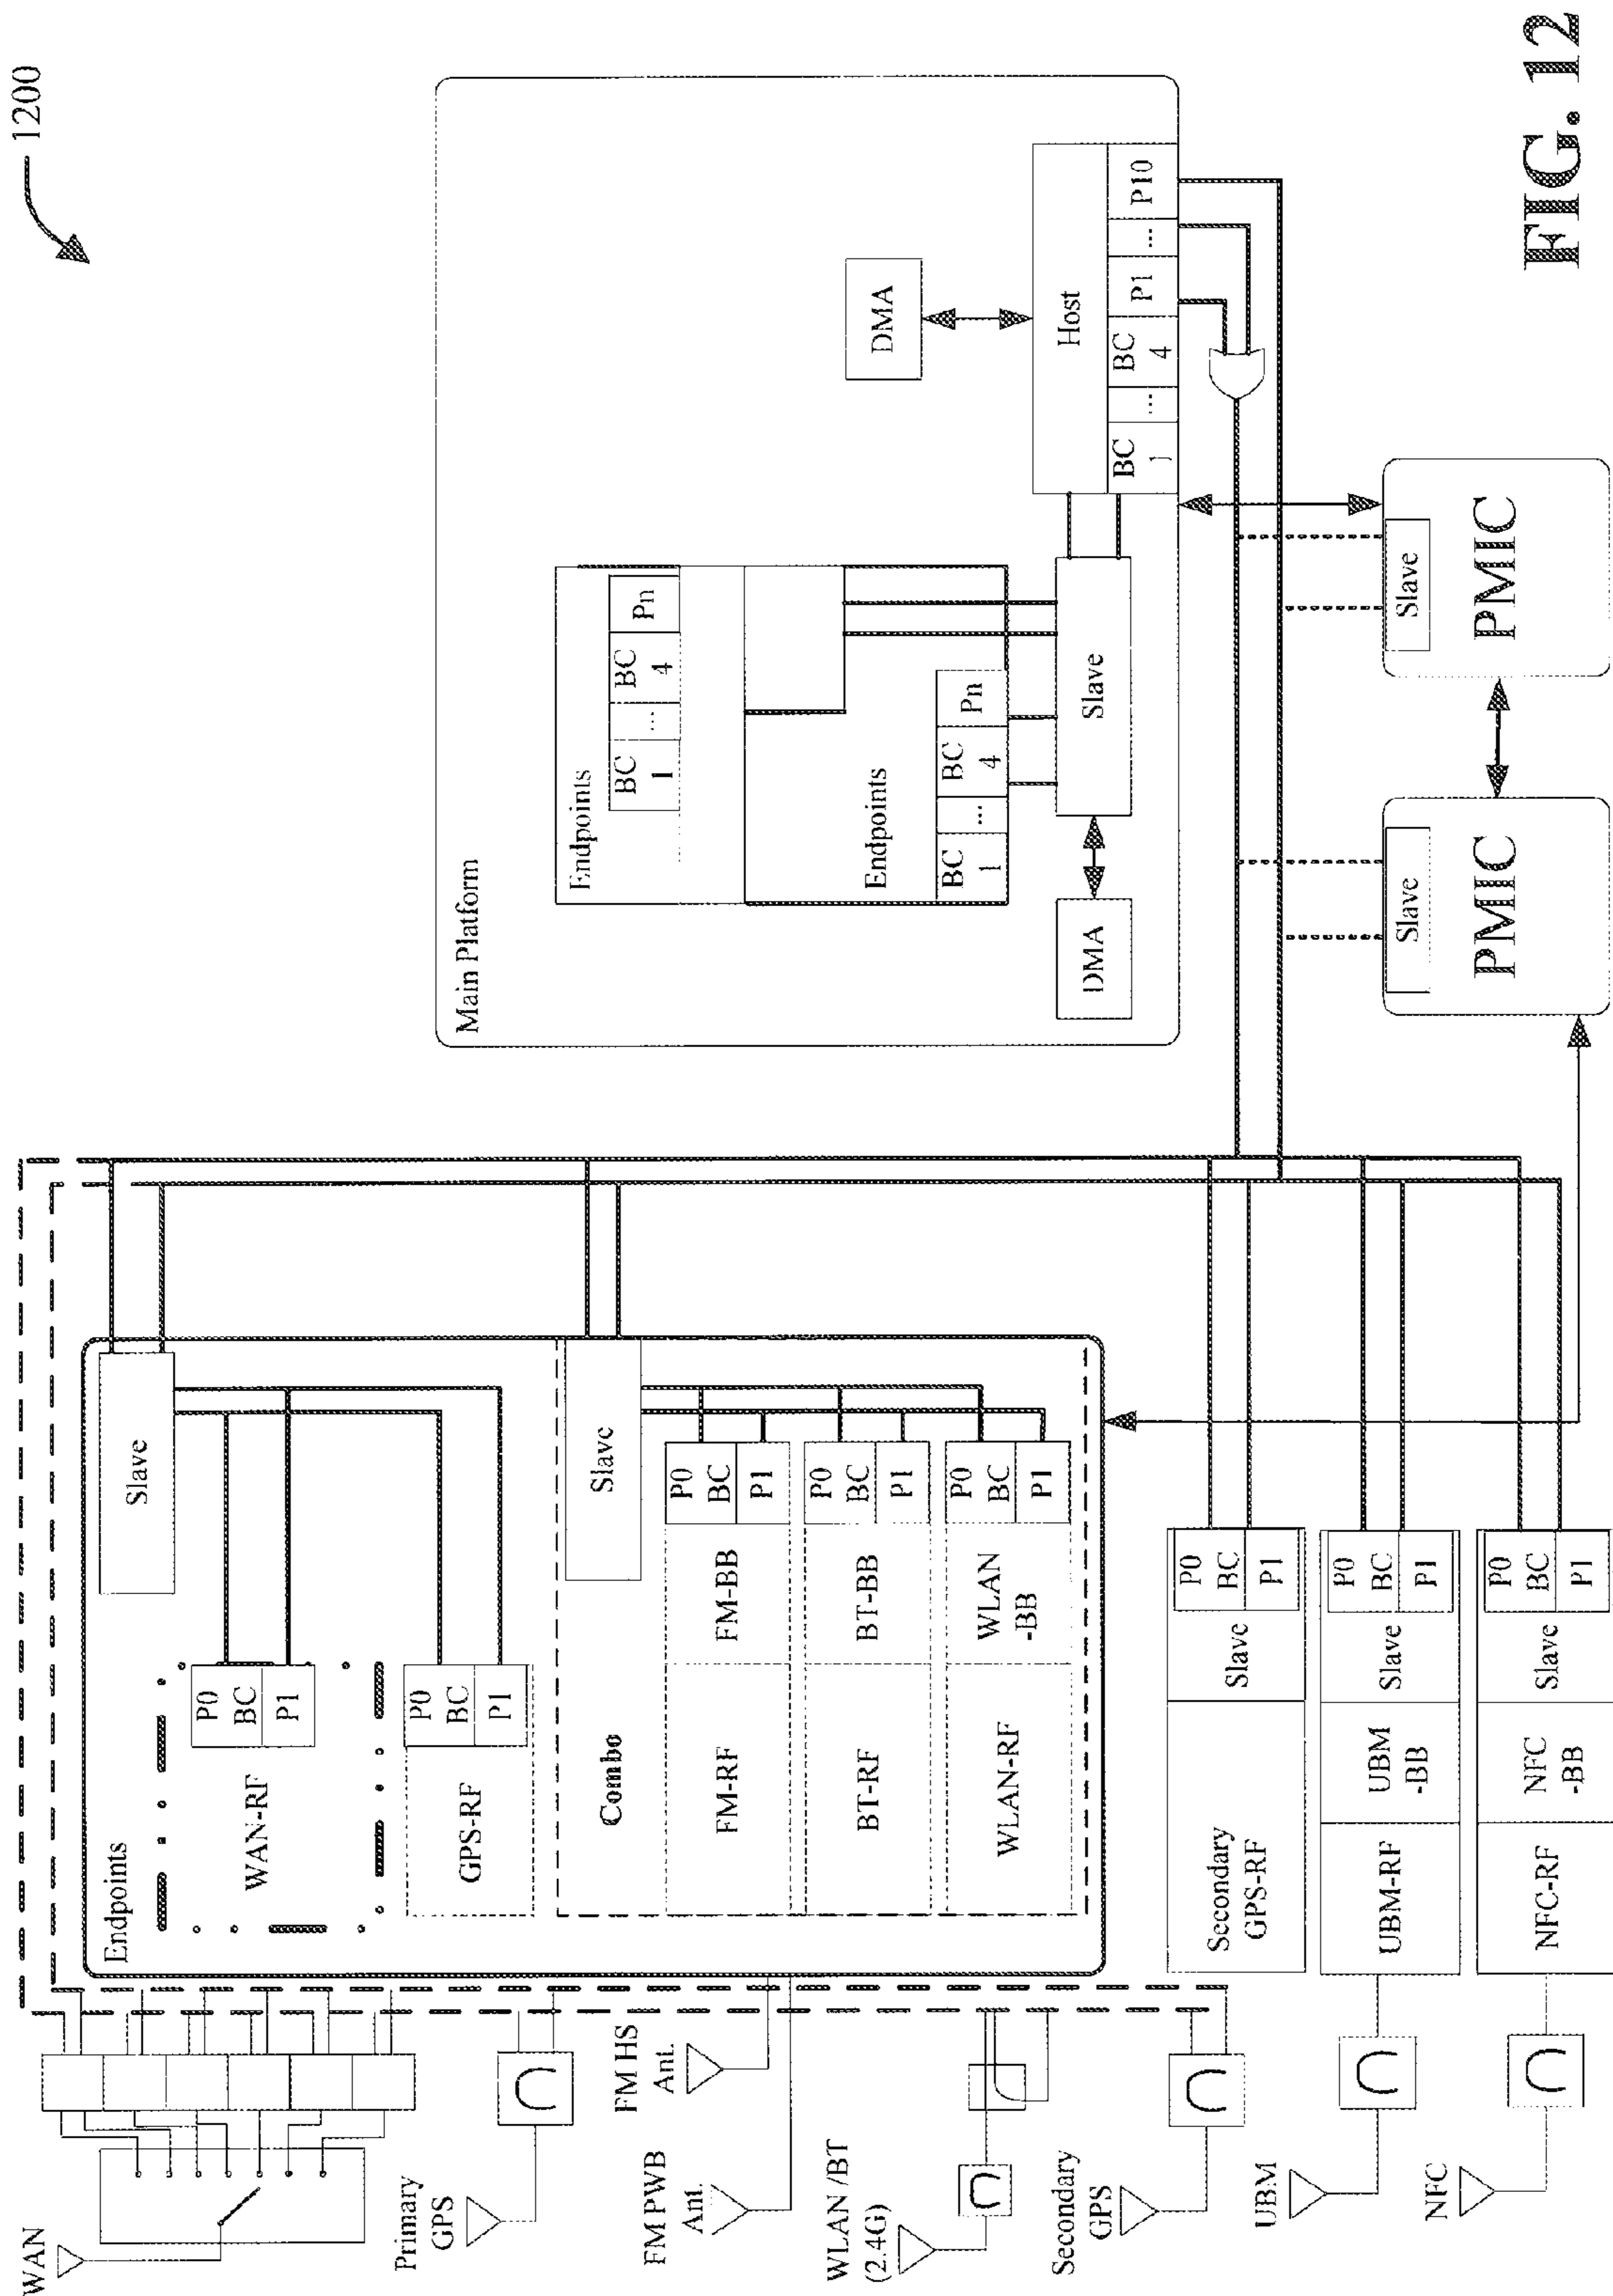 1200
WAN
Primary
GPS
FM PWB
Ant.
FM HS
Ant.
WLAN /BT
(2.4G)
Secondary
GPS
UBM
NFC
Endpoints
Slave
WAN-RF
P0
BC
P1
GPS-RF
P0
BC
P1
Combo
Slave
FM-RF
FM-BB
P0
BC
P1
BT-RF
BT-BB
P0
BC
P1
WLAN-RF
WLAN
-BB
P0
BC
P1
Secondary
GPS-RF
Slave
P0
BC
P1
UBM-RF
UBM
-BB
Slave
P0
BC
P1
NFC-RF
NFC
-BB
Slave
P0
BC
P1
Main Platform
Endpoints
BC
1
...
BC
4
Pn
Endpoints
BC
1
...
BC
4
Pn
DMA
Slave
DMA
Host
BC
1
...
BC
4
P1
...
P10
Slave
PMIC
Slave
PMIC
FIG. 12